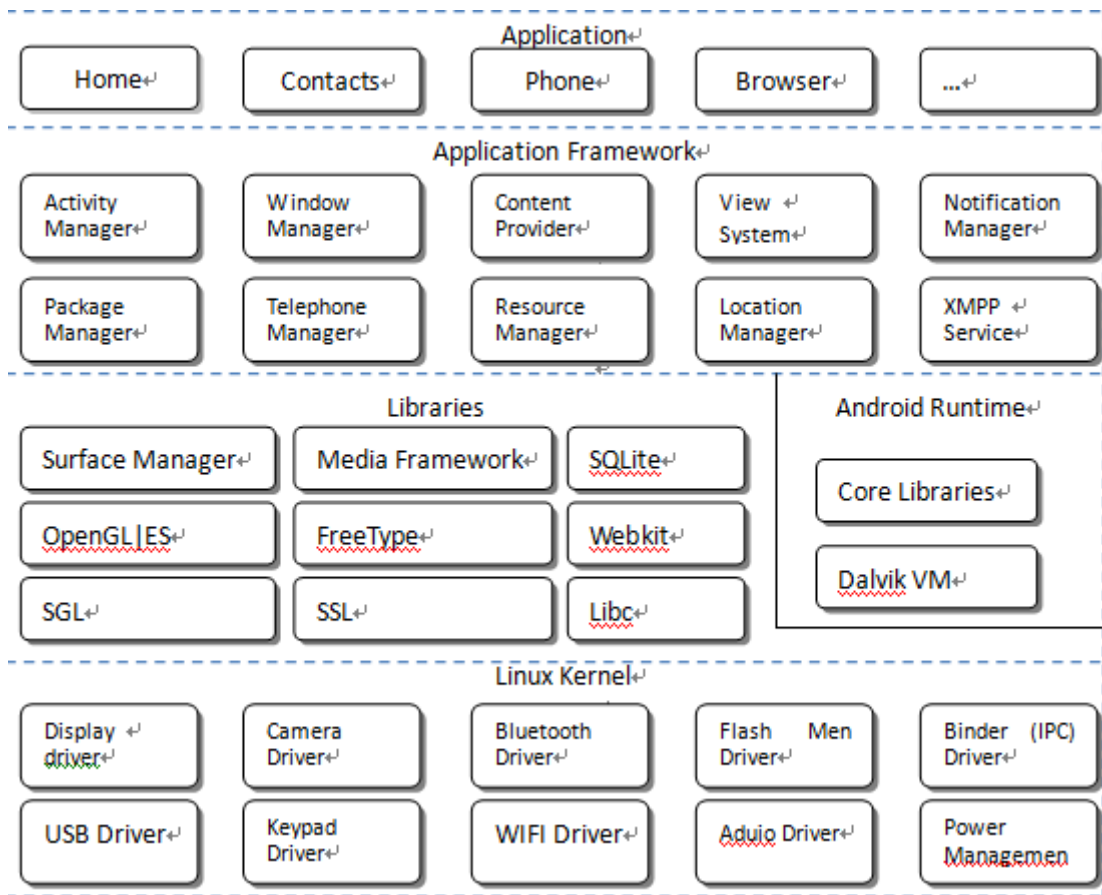 Application
Home
Contacts
Phone
Browser
...
Application Framework
Activity
Manager
Window
Manager
Content
Provider
View
System
Notification
Manager
Package
Manager
Telephone
Manager
Resource
Manager
Location
Manager
XMPP
Service
Libraries
Surface Manager
Media Framework
SQLite
OpenGL|ES
FreeType
Webkit
SGL
SSL
Libc
Android Runtime
Core Libraries
Dalvik VM
Linux Kernel
Display
driver
Camera
Driver
Bluetooth
Driver
Flash Men
Driver
Binder (IPC)
Driver
USB Driver
Keypad
Driver
WIFI Driver
Adujo Driver
Power
Managemen